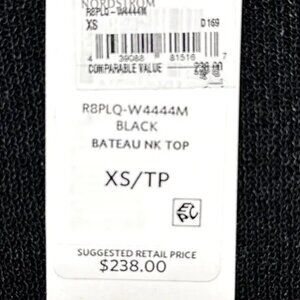 NORDSTROM
R8PLQ-W4444M
XS D169
4 39088 81516 7
COMPARABLE VALUE 238.00
R8PLQ-W4444M
BLACK
BATEAU NK TOP
XS/TP
SUGGESTED RETAIL PRICE
$238.00